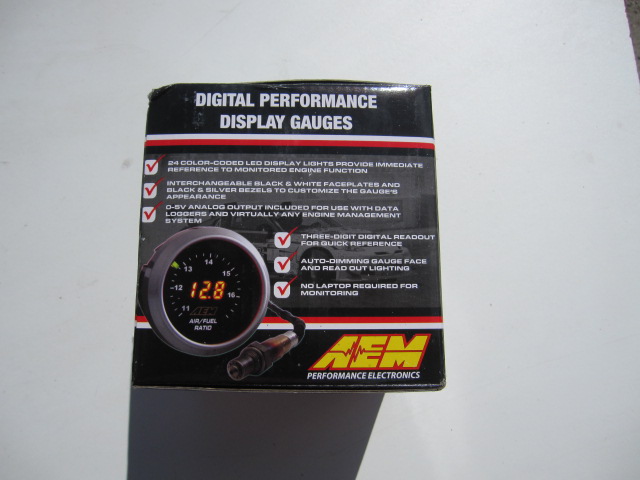 DIGITAL PERFORMANCE
DISPLAY GAUGES
24 COLOR-CODED LED DISPLAY LIGHTS PROVIDE IMMEDIATE
REFERENCE TO MONITORED ENGINE FUNCTION
INTERCHANGEABLE BLACK & WHITE FACEPLATES AND
BLACK & SILVER BEZELS TO CUSTOMIZE THE GAUGE'S
APPEARANCE
0-5V ANALOG OUTPUT INCLUDED FOR USE WITH DATA
LOGGERS AND VIRTUALLY ANY ENGINE MANAGEMENT
SYSTEM
THREE-DIGIT DIGITAL READOUT
FOR QUICK REFERENCE
AUTO-DIMMING GAUGE FACE
AND READ OUT LIGHTING
NO LAPTOP REQUIRED FOR
MONITORING
11 12 13 14 15 16
12.8
AEM
AIR/FUEL
RATIO
AEM
PERFORMANCE ELECTRONICS